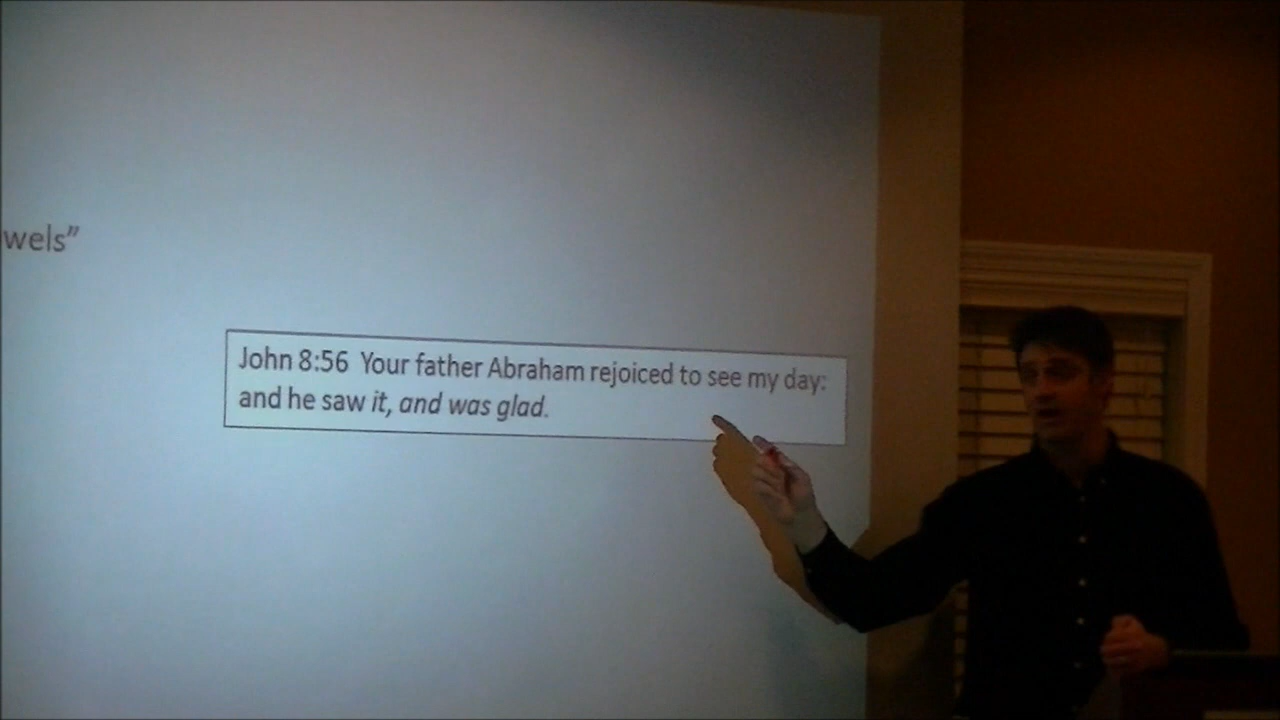 wels”
John 8:56 Your father Abraham rejoiced to see my day:
and he saw it, and was glad.